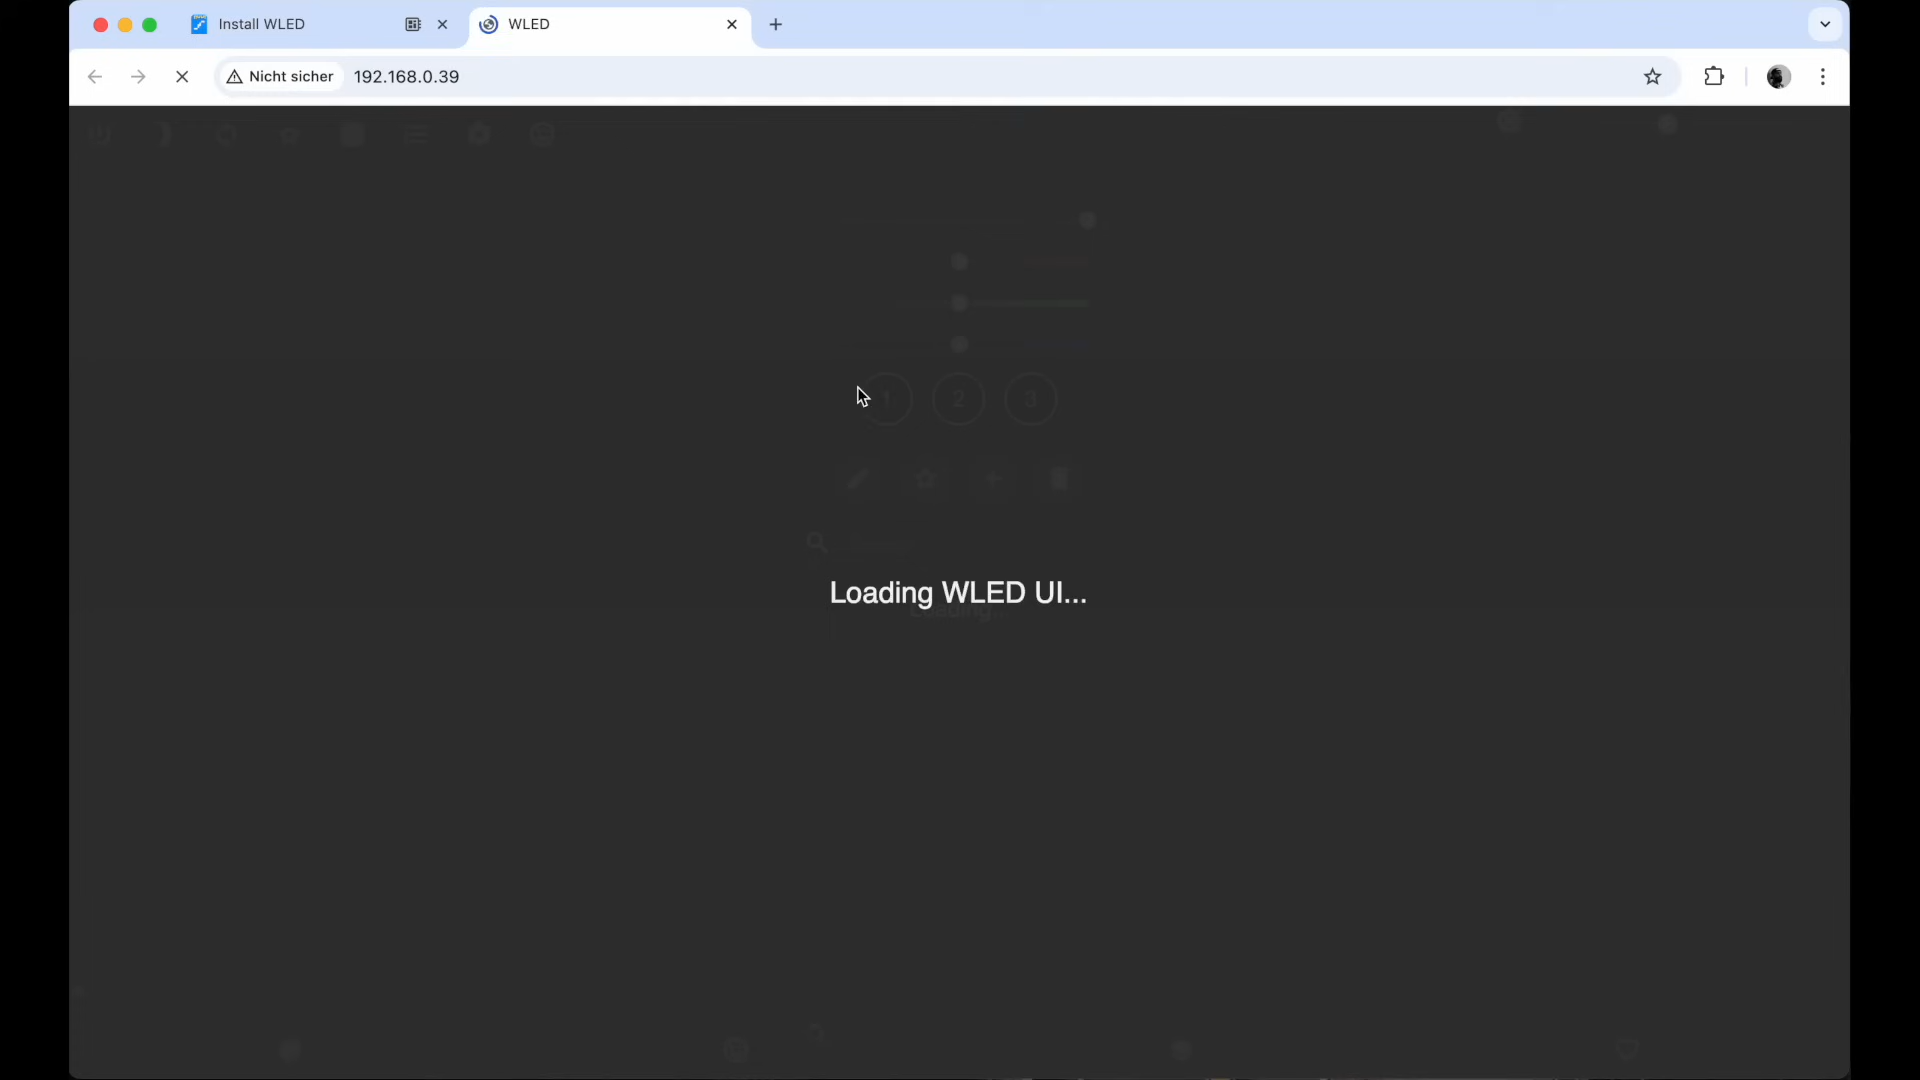 Install WLED
WLED
Nicht sicher
192.168.0.39
1
2
3
Loading WLED UI...